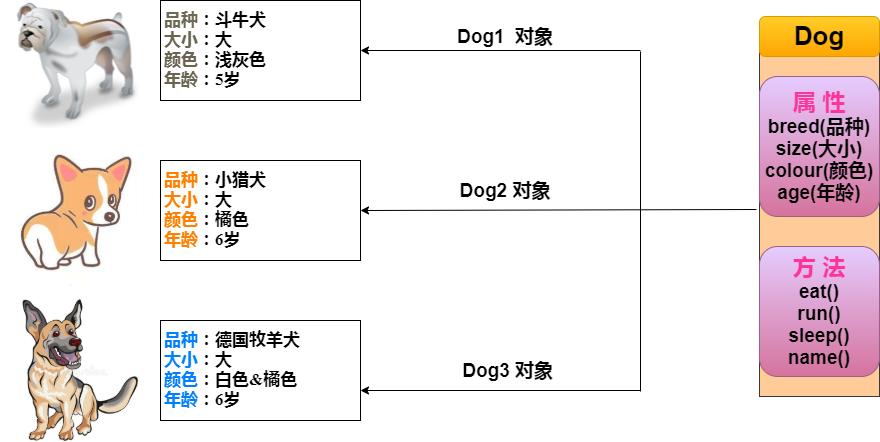 品种：斗牛犬
大小：大
颜色：浅灰色
年龄：5岁
Dog1 对象
品种：小猎犬
大小：大
颜色：橘色
年龄：6岁
Dog2 对象
品种：德国牧羊犬
大小：大
颜色：白色&橘色
年龄：6岁
Dog3 对象
Dog
属 性
breed(品种)
size(大小)
colour(颜色)
age(年龄)
方 法
eat()
run()
sleep()
name()